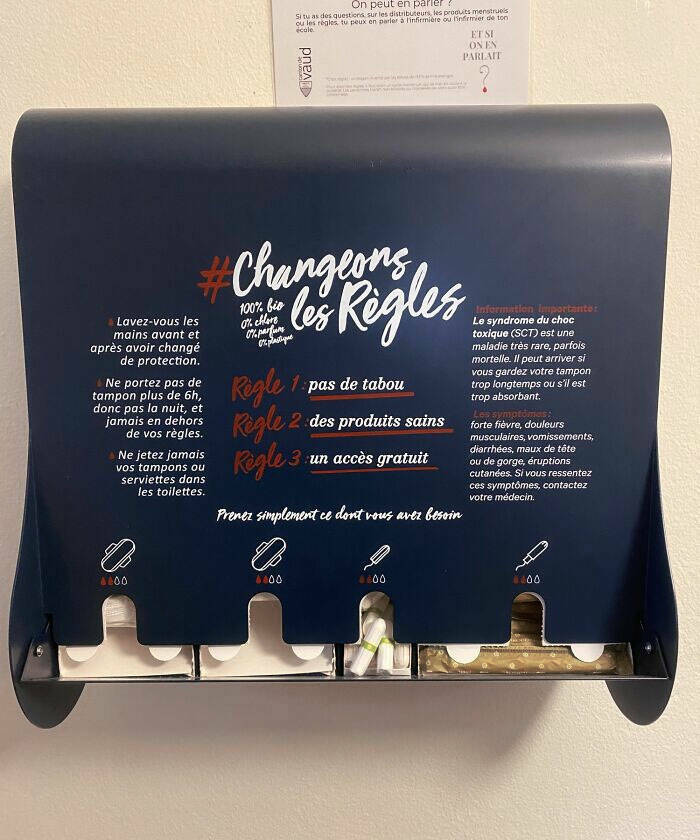 On peut en parler ?
Si tu as des questions, sur les distributeurs, les produits menstruels
ou les règles, tu peux en parler à l'infirmière ou l'infirmier de ton
école.
ET SI
ON EN
PARLAIT
?
vaud
#Changeons
les Règles
100% bio
0% chlore
0% parfum
0% plastique
Lavez-vous les
mains avant et
après avoir changé
de protection.
Ne portez pas de
tampon plus de 6h,
donc pas la nuit, et
jamais en dehors
de vos règles.
Ne jetez jamais
vos tampons ou
serviettes dans
les toilettes.
Règle 1: pas de tabou
Règle 2: des produits sains
Règle 3: un accès gratuit
Prenez simplement ce dont vous avez besoin
Information importante:
Le syndrome du choc
toxique (SCT) est une
maladie très rare, parfois
mortelle. Il peut arriver si
vous gardez votre tampon
trop longtemps ou s'il est
trop absorbant.
Les symptômes:
forte fièvre, douleurs
musculaires, vomissements,
diarrhées, maux de tête
ou de gorge, éruptions
cutanées. Si vous ressentez
ces symptômes, contactez
votre médecin.